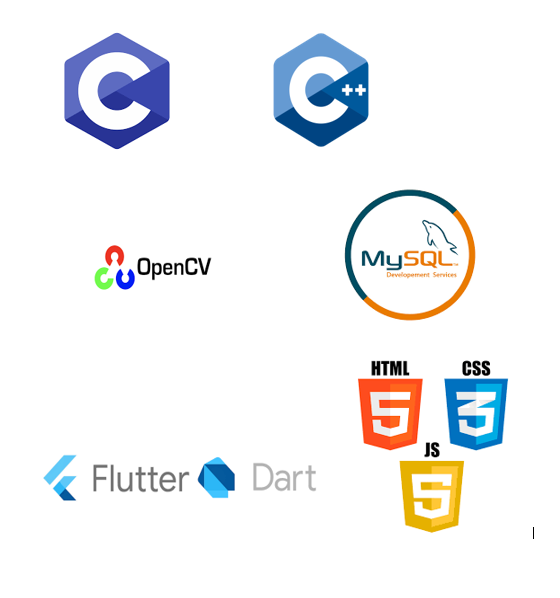 C
C++
OpenCV
MySQL
Developement Services
HTML
CSS
5
3
JS
5
Flutter
Dart